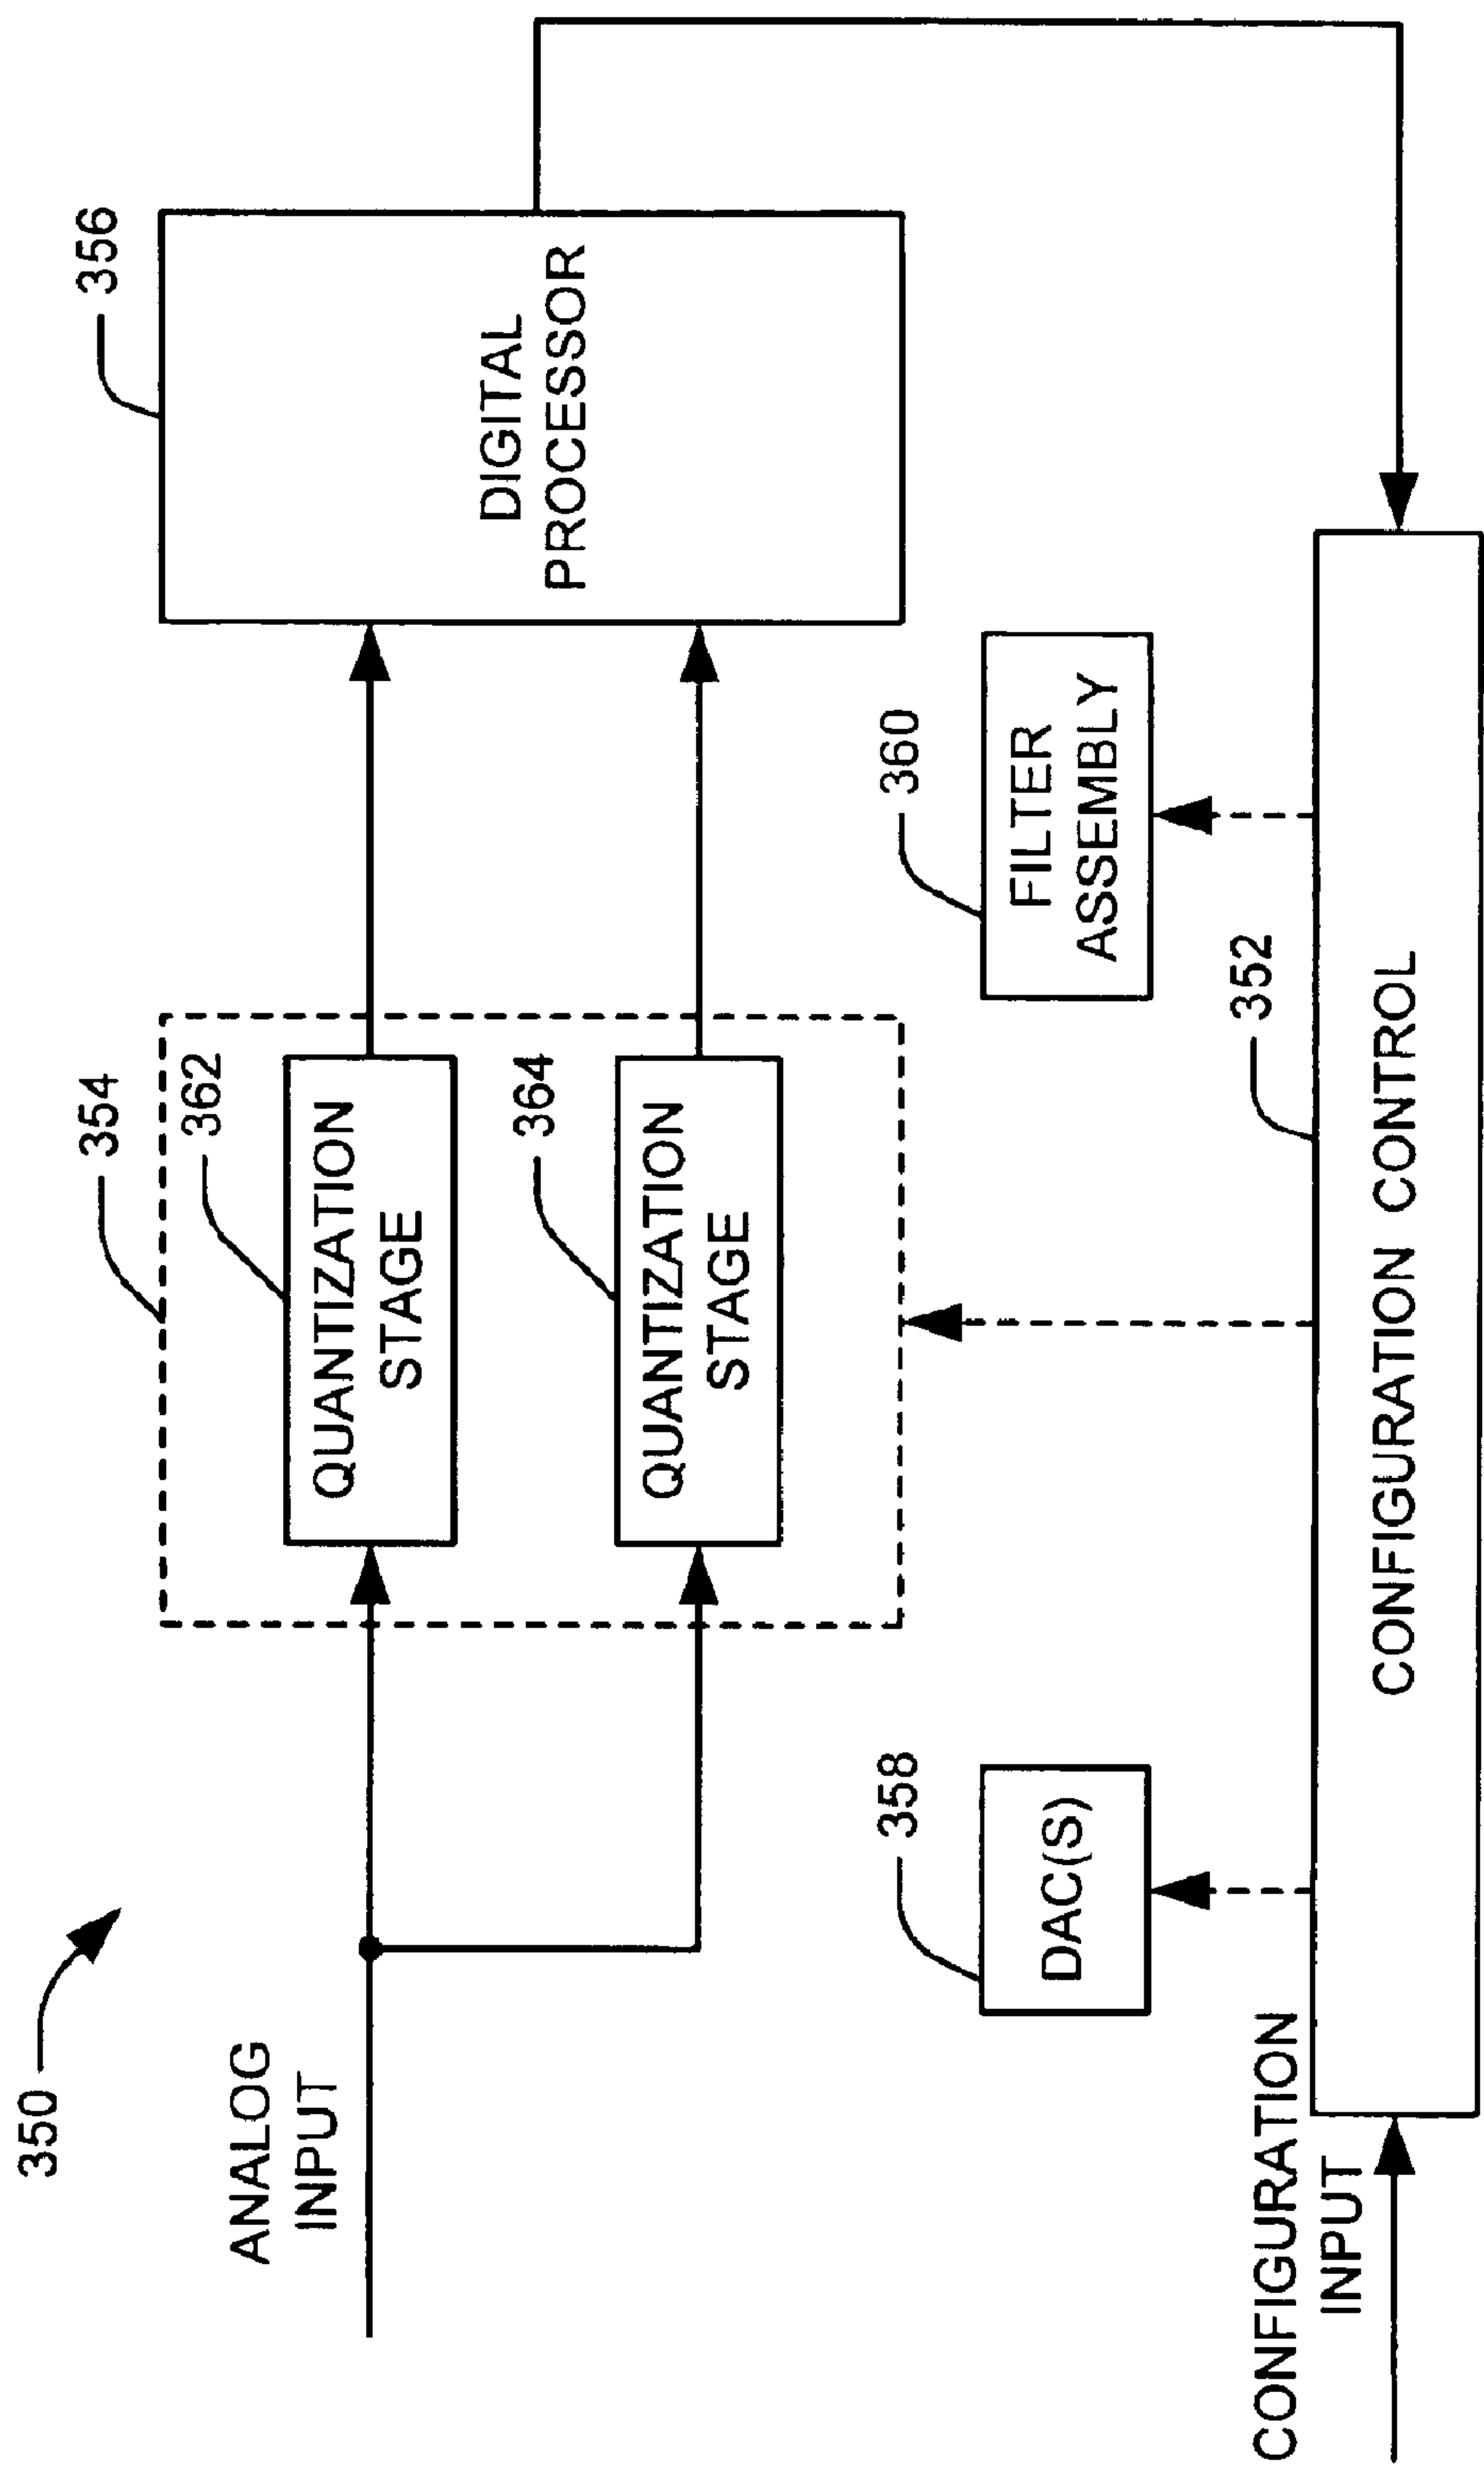 350
ANALOG
INPUT
354
362
QUANTIZATION
STAGE
364
QUANTIZATION
STAGE
356
DIGITAL
PROCESSOR
358
DAC(S)
360
FILTER
ASSEMBLY
CONFIGURATION
INPUT
352
CONFIGURATION CONTROL